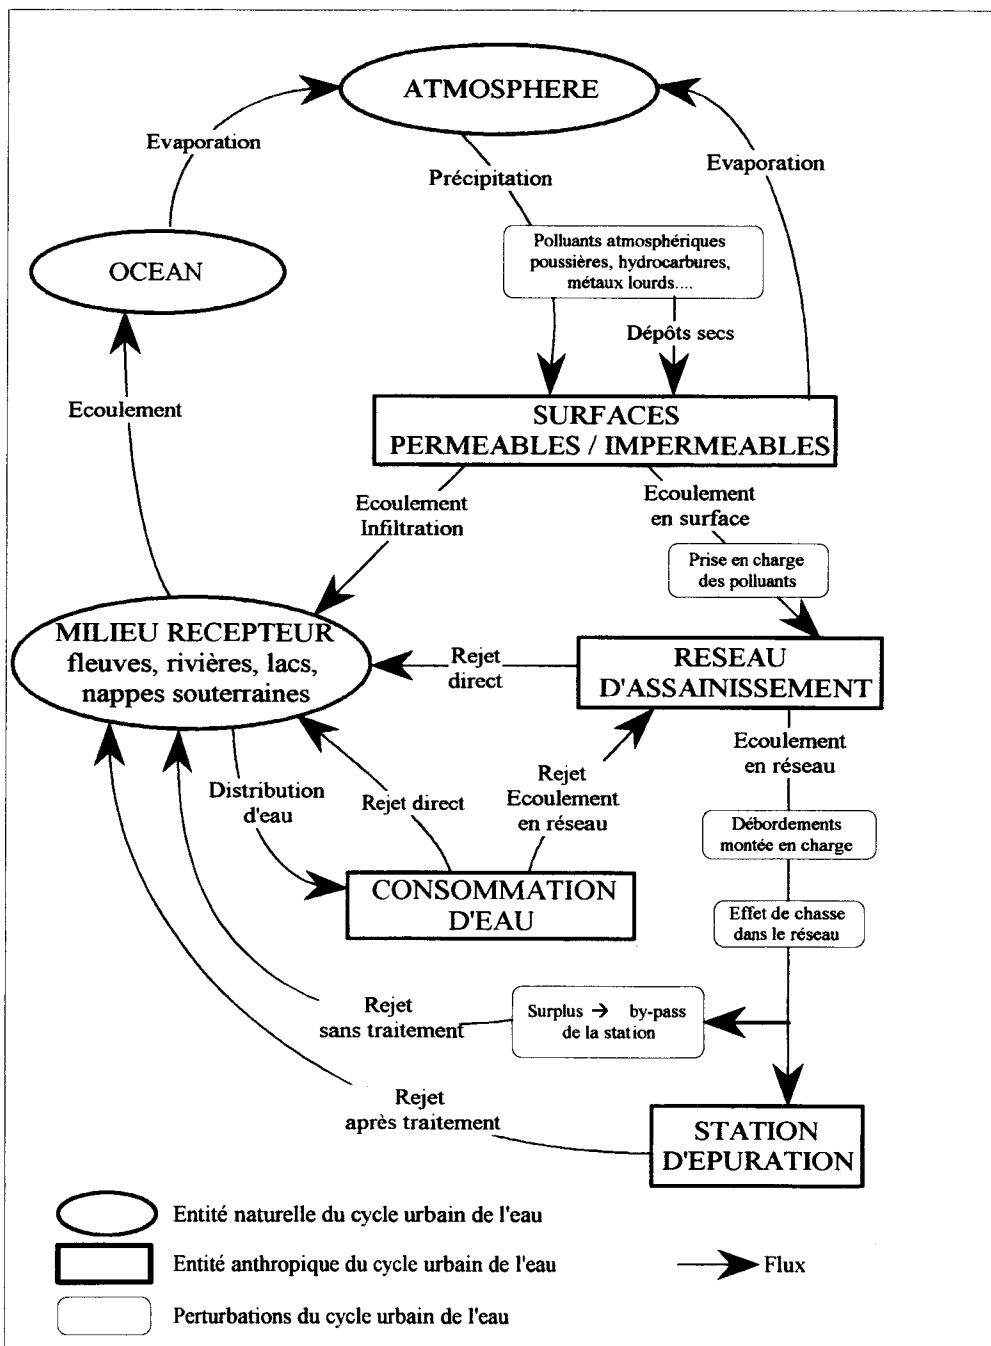 ATMOSPHERE
Evaporation
Evaporation
Précipitation
Polluants atmosphériques
poussières, hydrocarbures,
métaux lourds....
OCEAN
Dépôts secs
Ecoulement
SURFACES
PERMEABLES / IMPERMEABLES
Ecoulement
Infiltration
Ecoulement
en surface
Prise en charge
des polluants
MILIEU RECEPTEUR
fleuves, rivières, lacs,
nappes souterraines
Rejet
direct
RESEAU
D'ASSAINISSEMENT
Distribution
d'eau
Rejet direct
Rejet
Ecoulement
en réseau
Ecoulement
en réseau
Débordements
montée en charge
CONSOMMATION
D'EAU
Effet de chasse
dans le réseau
Rejet
sans traitement
Surplus → by-pass
de la station
Rejet
après traitement
STATION
D'EPURATION
Entité naturelle du cycle urbain de l'eau
Entité anthropique du cycle urbain de l'eau
Flux
Perturbations du cycle urbain de l'eau